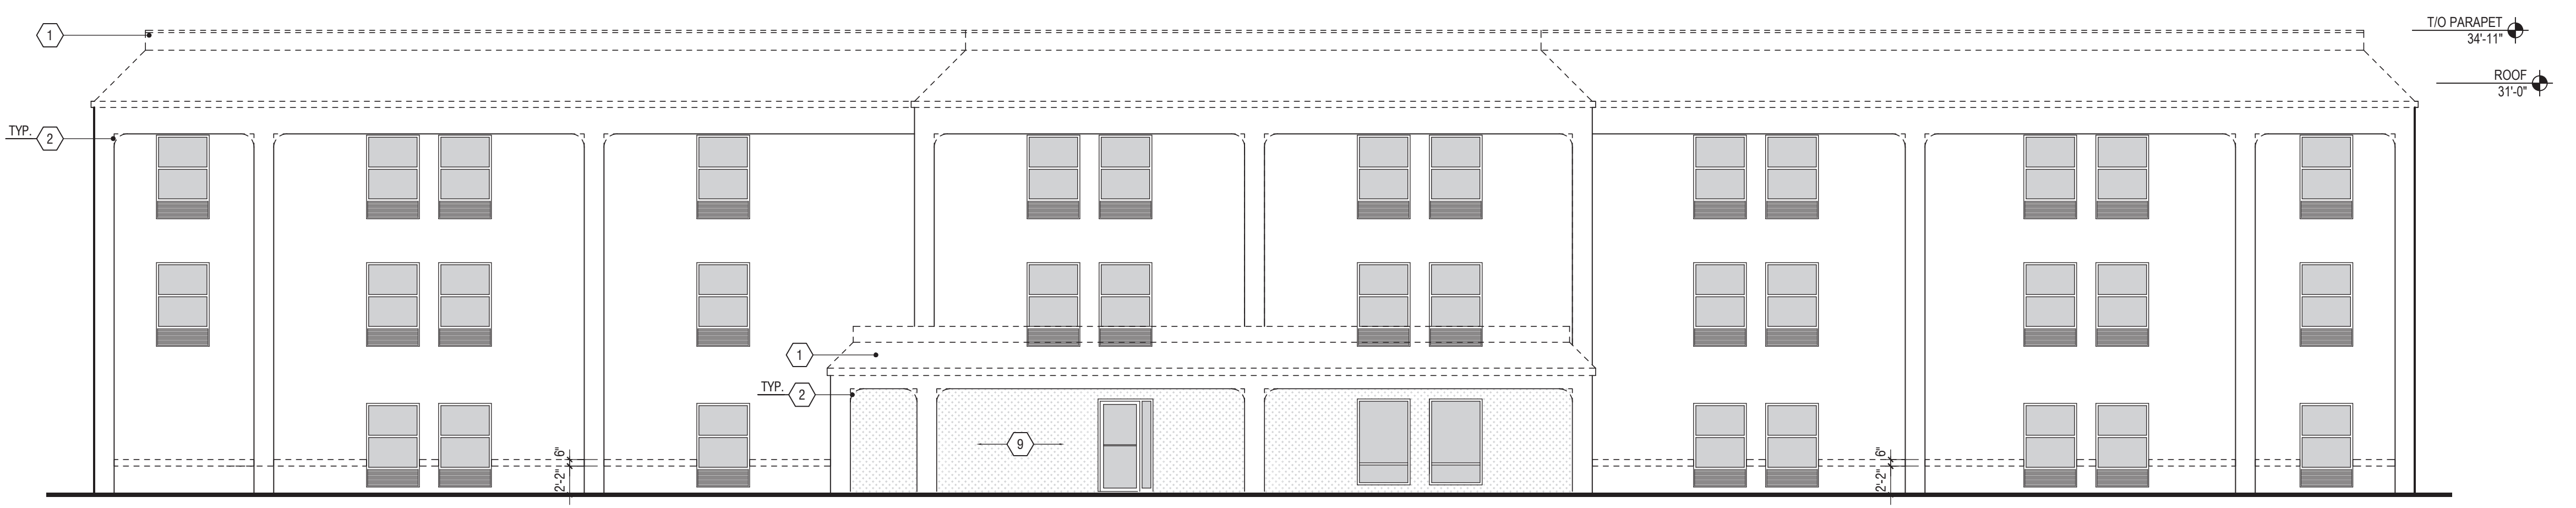 1
T/O PARAPET
34'-11"
ROOF
31'-0"
TYP. 2
1
TYP. 2
9
6"
2'-2"
6"
2'-2"